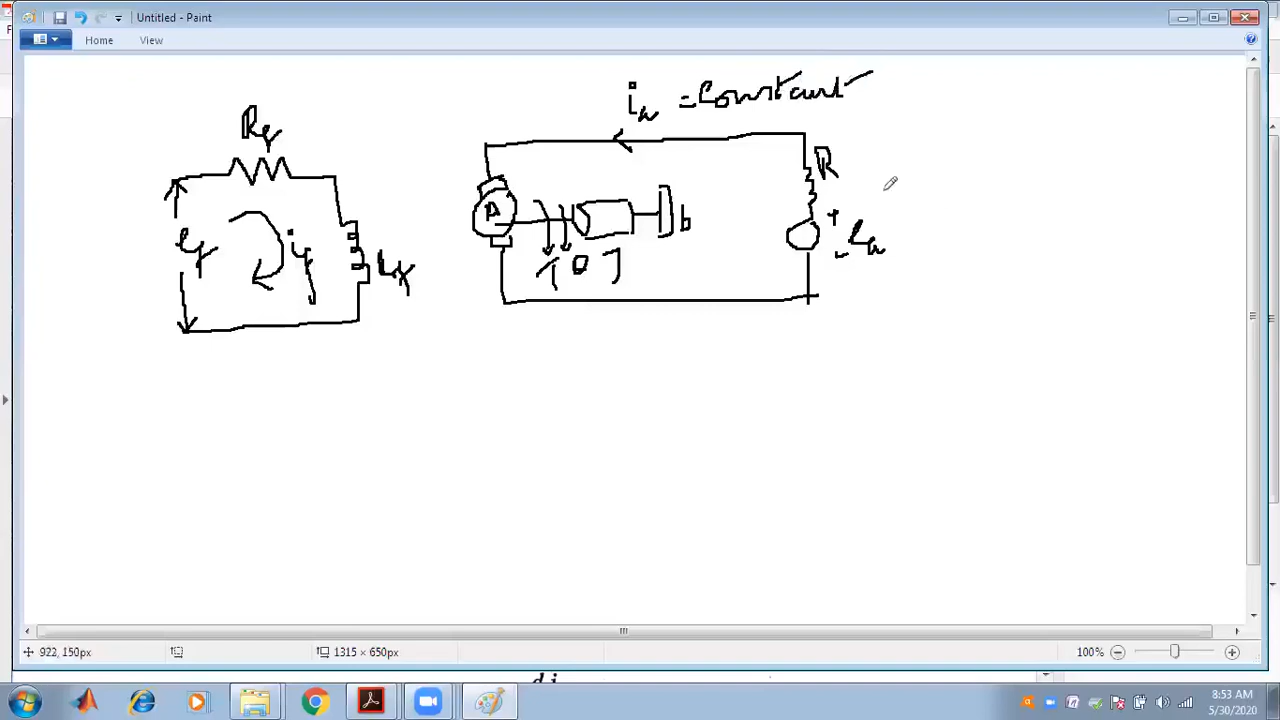 Untitled - Paint
Home
View
ia = Constant
Rf
R
A
ef
if
Lf
b
+
- ea
T θ J
922, 150px
1315 × 650px
100%
di
8:53 AM
5/30/2020